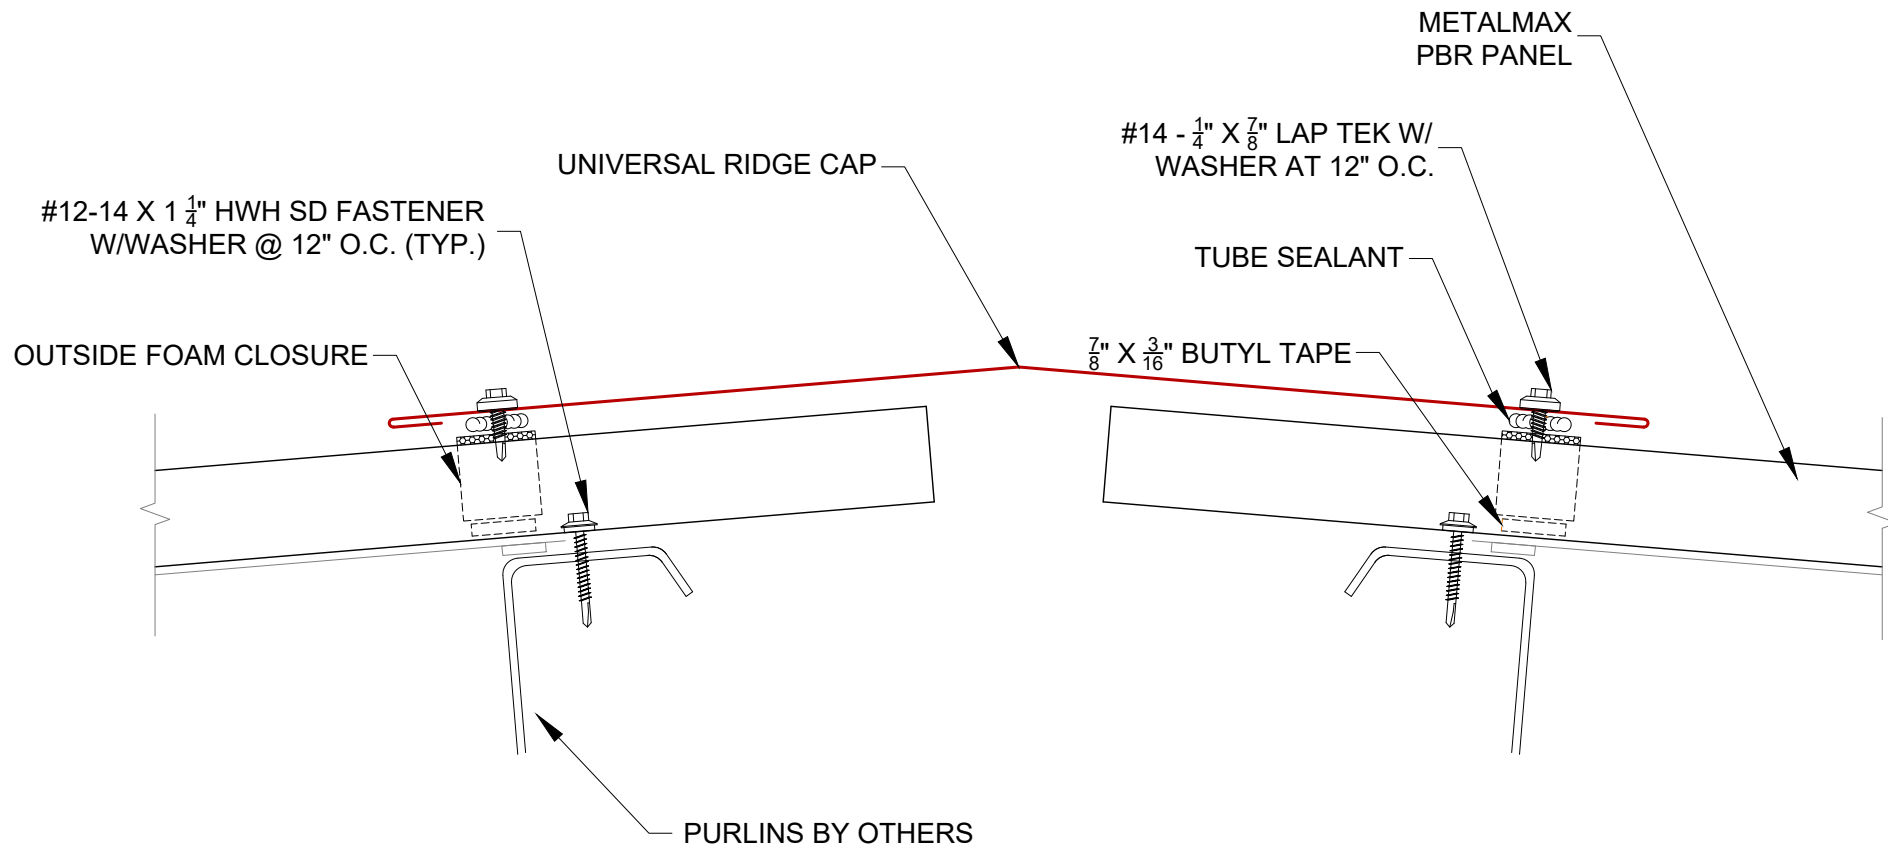 METALMAX
PBR PANEL
#14 - 1/4" X 7/8" LAP TEK W/
WASHER AT 12" O.C.
UNIVERSAL RIDGE CAP
#12-14 X 1 1/4" HWH SD FASTENER
W/WASHER @ 12" O.C. (TYP.)
TUBE SEALANT
OUTSIDE FOAM CLOSURE
7/8" X 3/16" BUTYL TAPE
PURLINS BY OTHERS